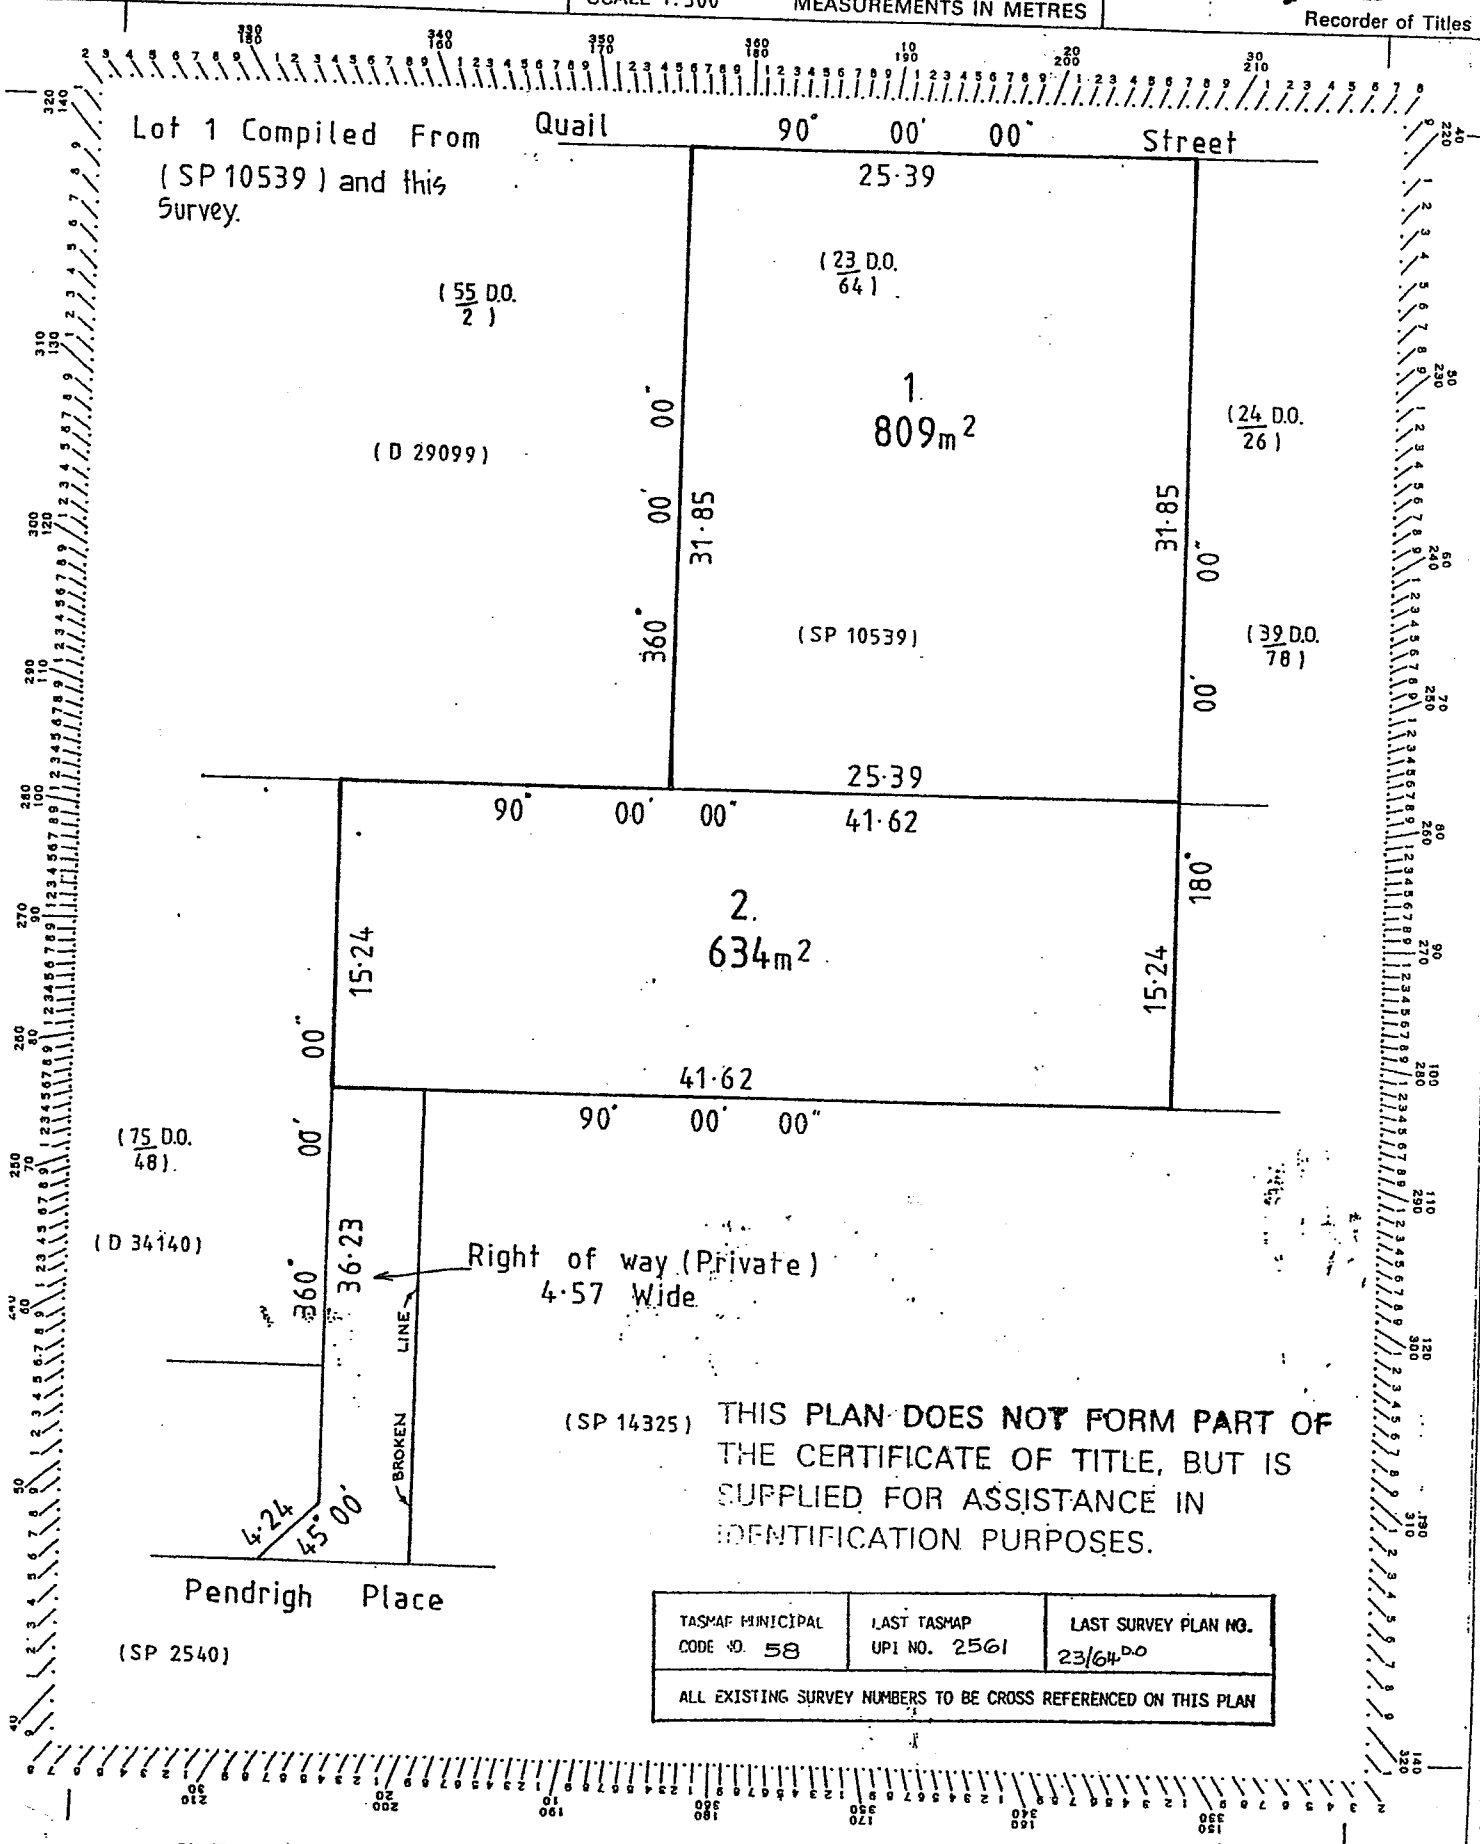 SCALE 1:500 MEASUREMENTS IN METRES
Recorder of Titles
Lot 1 Compiled From
(SP 10539) and this
Survey.
Quail 90° 00' 00" Street
25·39
(55 D.O.
2)
(23 D.O.
64)
(D 29099)
1.
809m²
(24 D.O.
26)
360° 00' 00"
31·85
31·85
(SP 10539)
(39 D.O.
78)
180° 00' 00"
25·39
90° 00' 00"
41·62
2.
634m²
15·24
15·24
41·62
90° 00' 00"
(75 D.O.
48).
(D 34140)
360° 00' 00"
36·23
Right of way (Private)
4·57 Wide
BROKEN LINE
(SP 14325)
THIS PLAN DOES NOT FORM PART OF
THE CERTIFICATE OF TITLE, BUT IS
SUPPLIED FOR ASSISTANCE IN
IDENTIFICATION PURPOSES.
4·24
45° 00'
Pendrigh Place
(SP 2540)
TASMAP MUNICIPAL
CODE NO. 58
LAST TASMAP
UPI NO. 2561
LAST SURVEY PLAN NO.
23/64 D.O
ALL EXISTING SURVEY NUMBERS TO BE CROSS REFERENCED ON THIS PLAN